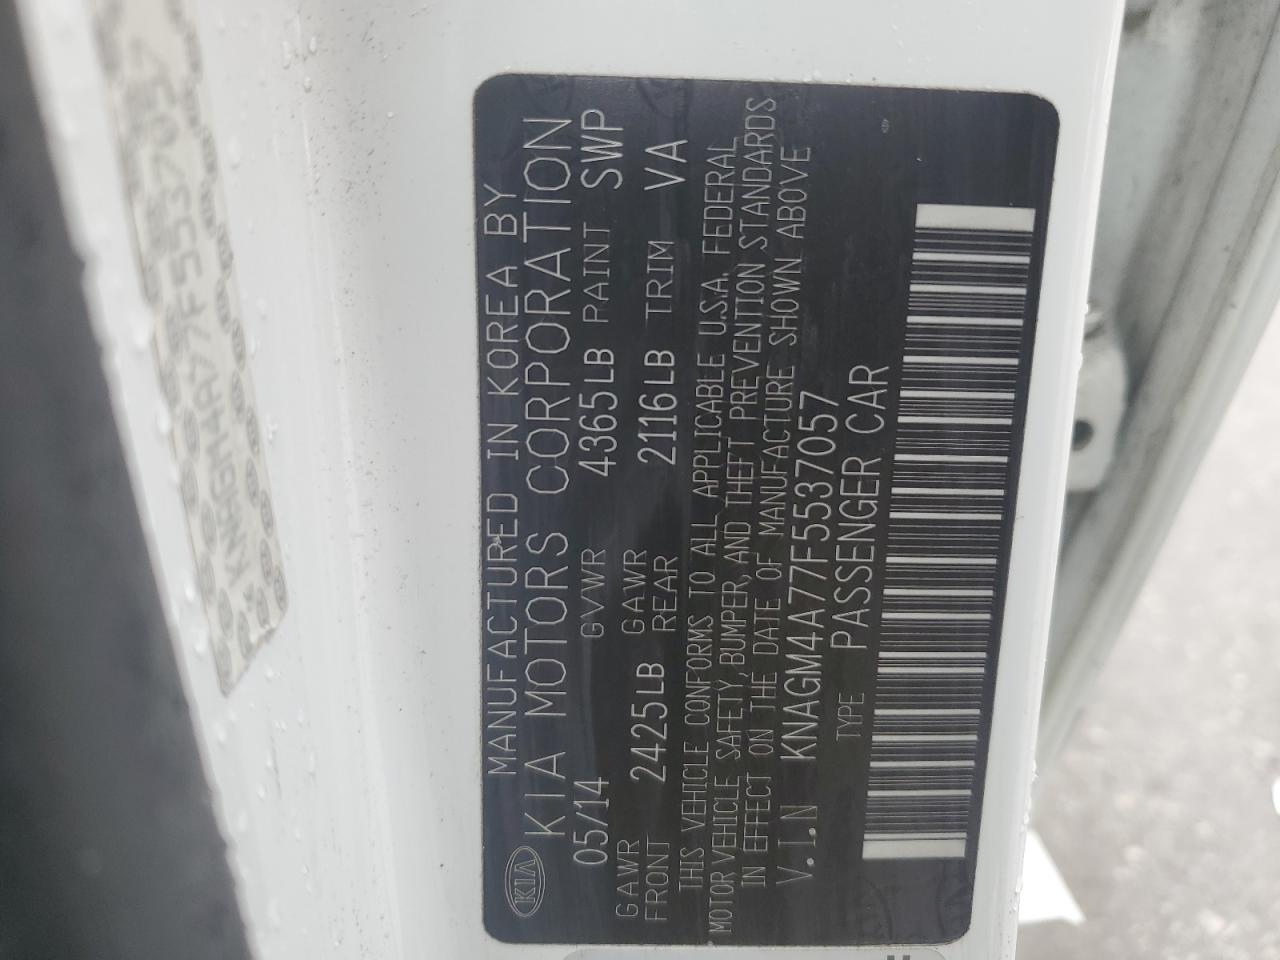 KIA
MANUFACTURED IN KOREA BY
KIA MOTORS CORPORATION
05/14 GVWR 4365LB PAINT SWP
GAWR FRONT 2425LB GAWR REAR 2116LB TRIM VA
THIS VEHICLE CONFORMS TO ALL APPLICABLE U.S.A. FEDERAL
MOTOR VEHICLE SAFETY, BUMPER, AND THEFT PREVENTION STANDARDS
IN EFFECT ON THE DATE OF MANUFACTURE SHOWN ABOVE
V.I.N KNAGM4A77F5537057
TYPE PASSENGER CAR
KNAGM4A77F5537057